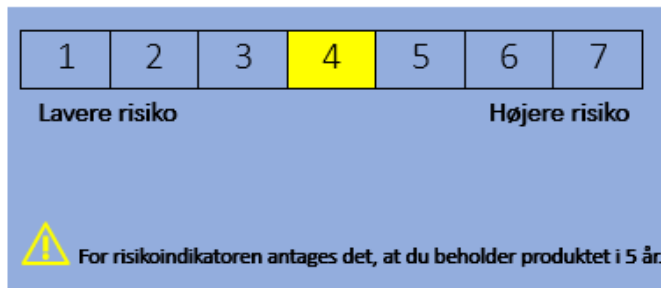 1 2 3 4 5 6 7
Lavere risiko Højere risiko
For risikoindikatoren antages det, at du beholder produktet i 5 år.